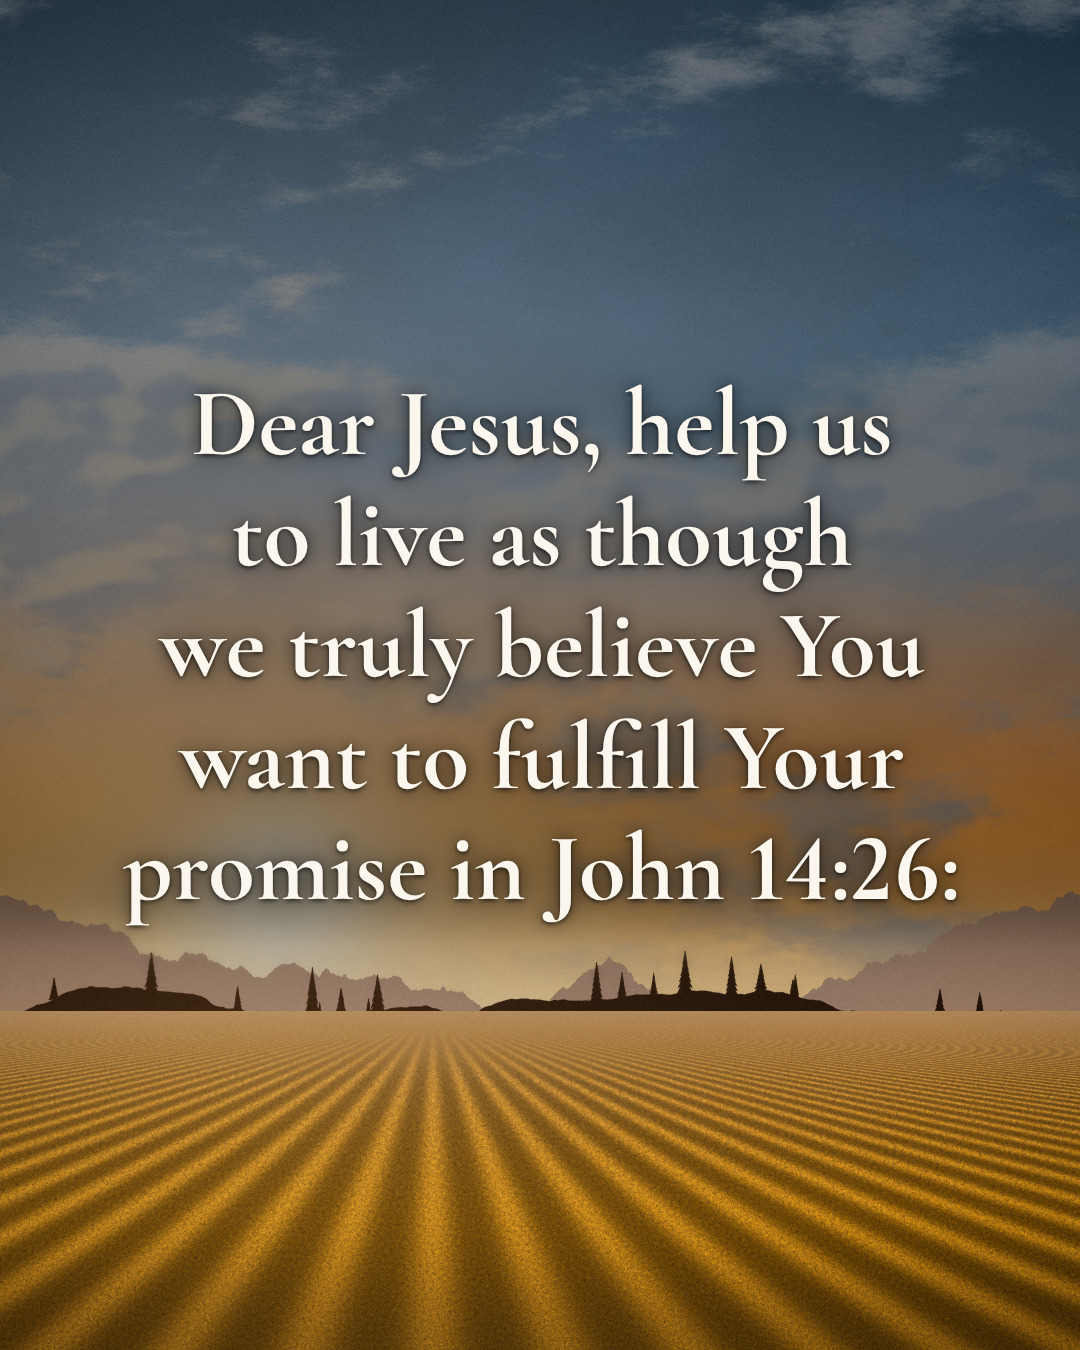 Dear Jesus, help us
to live as though
we truly believe You
want to fulfill Your
promise in John 14:26: